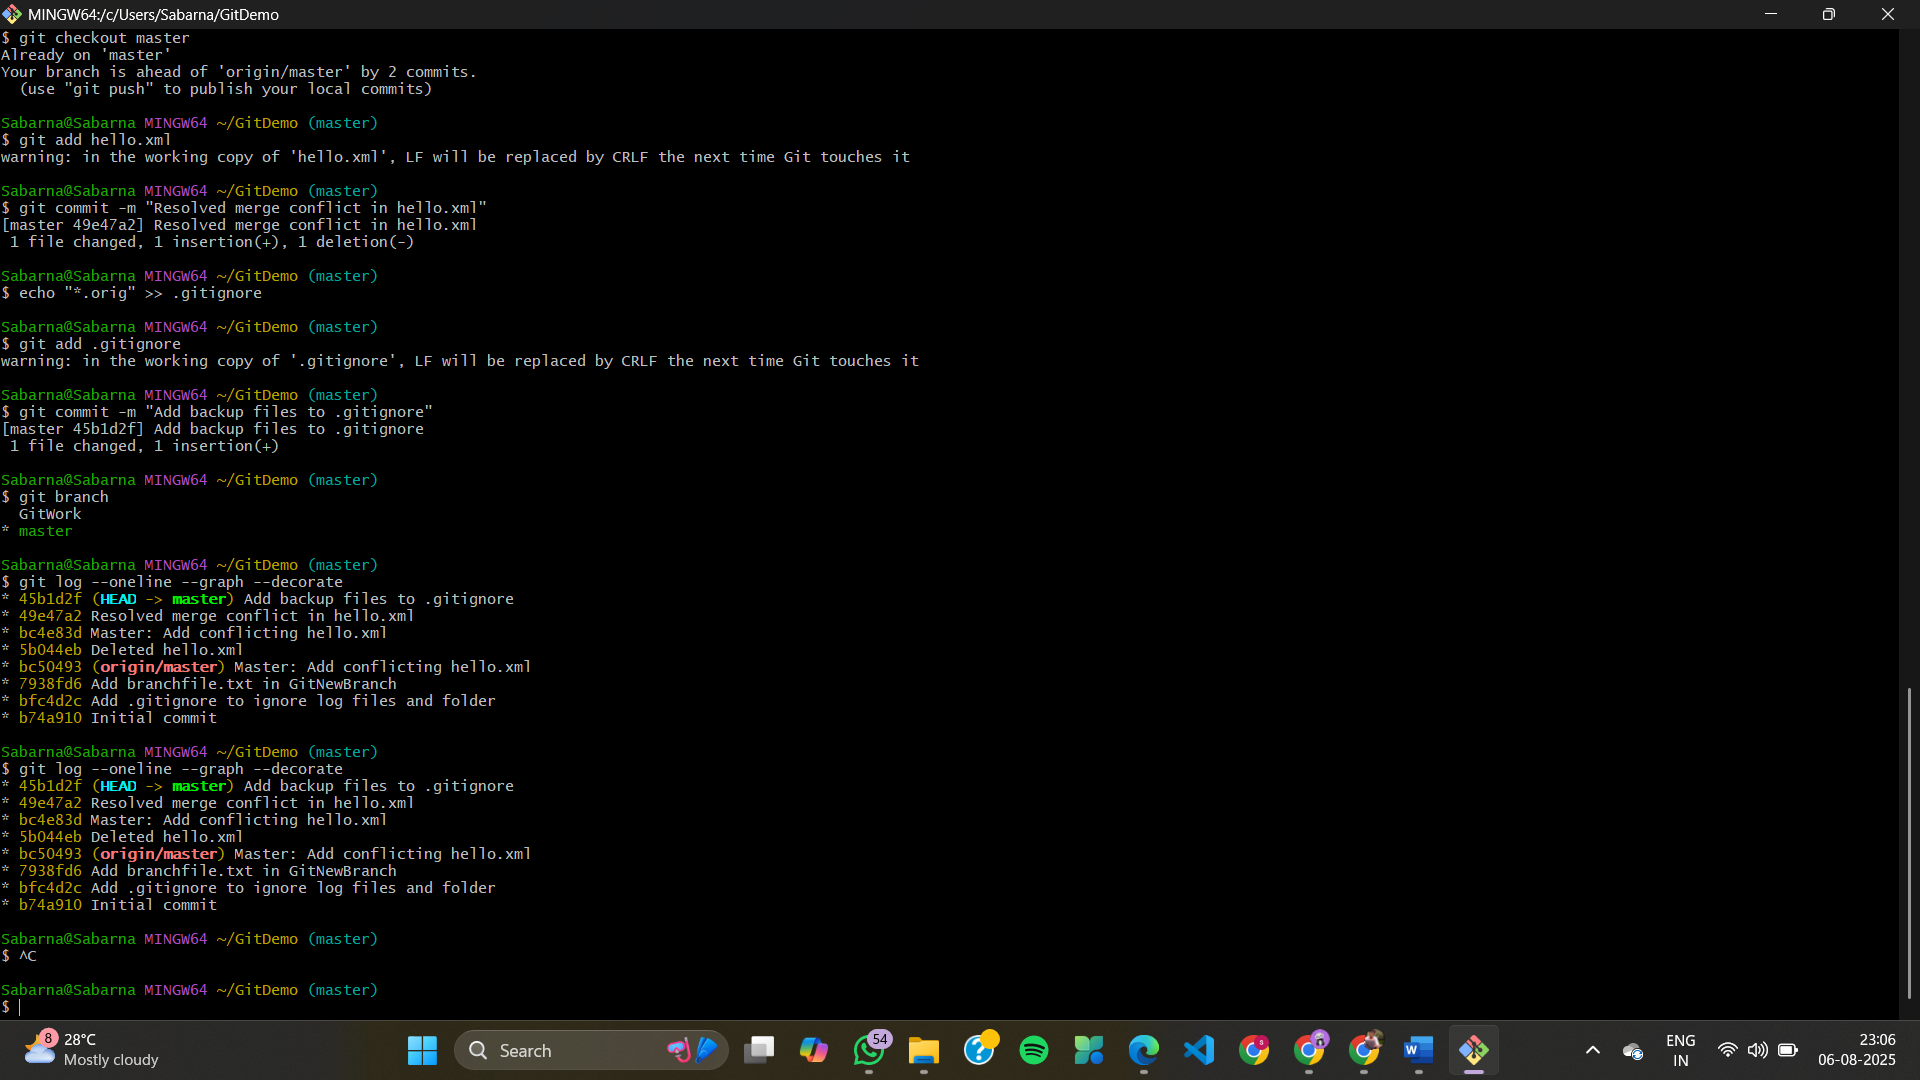 MINGW64:/c/Users/Sabarna/GitDemo
$ git checkout master
Already on 'master'
Your branch is ahead of 'origin/master' by 2 commits.
  (use "git push" to publish your local commits)
Sabarna@Sabarna MINGW64 ~/GitDemo (master)
$ git add hello.xml
warning: in the working copy of 'hello.xml', LF will be replaced by CRLF the next time Git touches it
Sabarna@Sabarna MINGW64 ~/GitDemo (master)
$ git commit -m "Resolved merge conflict in hello.xml"
[master 49e47a2] Resolved merge conflict in hello.xml
 1 file changed, 1 insertion(+), 1 deletion(-)
Sabarna@Sabarna MINGW64 ~/GitDemo (master)
$ echo "*.orig" >> .gitignore
Sabarna@Sabarna MINGW64 ~/GitDemo (master)
$ git add .gitignore
warning: in the working copy of '.gitignore', LF will be replaced by CRLF the next time Git touches it
Sabarna@Sabarna MINGW64 ~/GitDemo (master)
$ git commit -m "Add backup files to .gitignore"
[master 45b1d2f] Add backup files to .gitignore
 1 file changed, 1 insertion(+)
Sabarna@Sabarna MINGW64 ~/GitDemo (master)
$ git branch
  GitWork
* master
Sabarna@Sabarna MINGW64 ~/GitDemo (master)
$ git log --oneline --graph --decorate
* 45b1d2f (HEAD -> master) Add backup files to .gitignore
* 49e47a2 Resolved merge conflict in hello.xml
* bc4e83d Master: Add conflicting hello.xml
* 5b044eb Deleted hello.xml
* bc50493 (origin/master) Master: Add conflicting hello.xml
* 7938fd6 Add branchfile.txt in GitNewBranch
* bfc4d2c Add .gitignore to ignore log files and folder
* b74a910 Initial commit
Sabarna@Sabarna MINGW64 ~/GitDemo (master)
$ git log --oneline --graph --decorate
* 45b1d2f (HEAD -> master) Add backup files to .gitignore
* 49e47a2 Resolved merge conflict in hello.xml
* bc4e83d Master: Add conflicting hello.xml
* 5b044eb Deleted hello.xml
* bc50493 (origin/master) Master: Add conflicting hello.xml
* 7938fd6 Add branchfile.txt in GitNewBranch
* bfc4d2c Add .gitignore to ignore log files and folder
* b74a910 Initial commit
Sabarna@Sabarna MINGW64 ~/GitDemo (master)
$ ^C
Sabarna@Sabarna MINGW64 ~/GitDemo (master)
$
8
28°C
Mostly cloudy
Search
54
ENG
IN
23:06
06-08-2025